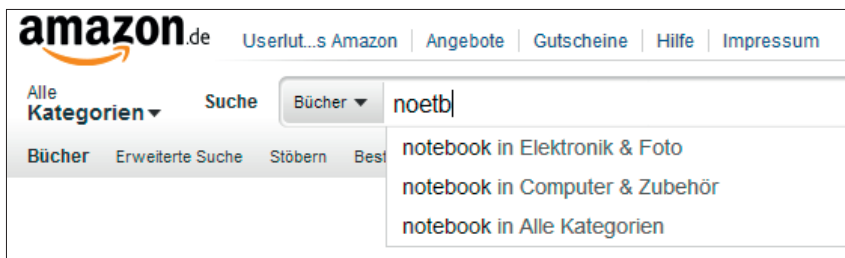 amazon.de
Userlut...s Amazon Angebote Gutscheine Hilfe Impressum
Alle
Kategorien Suche Bücher noetb
Bücher Erweiterte Suche Stöbern Best
notebook in Elektronik & Foto
notebook in Computer & Zubehör
notebook in Alle Kategorien